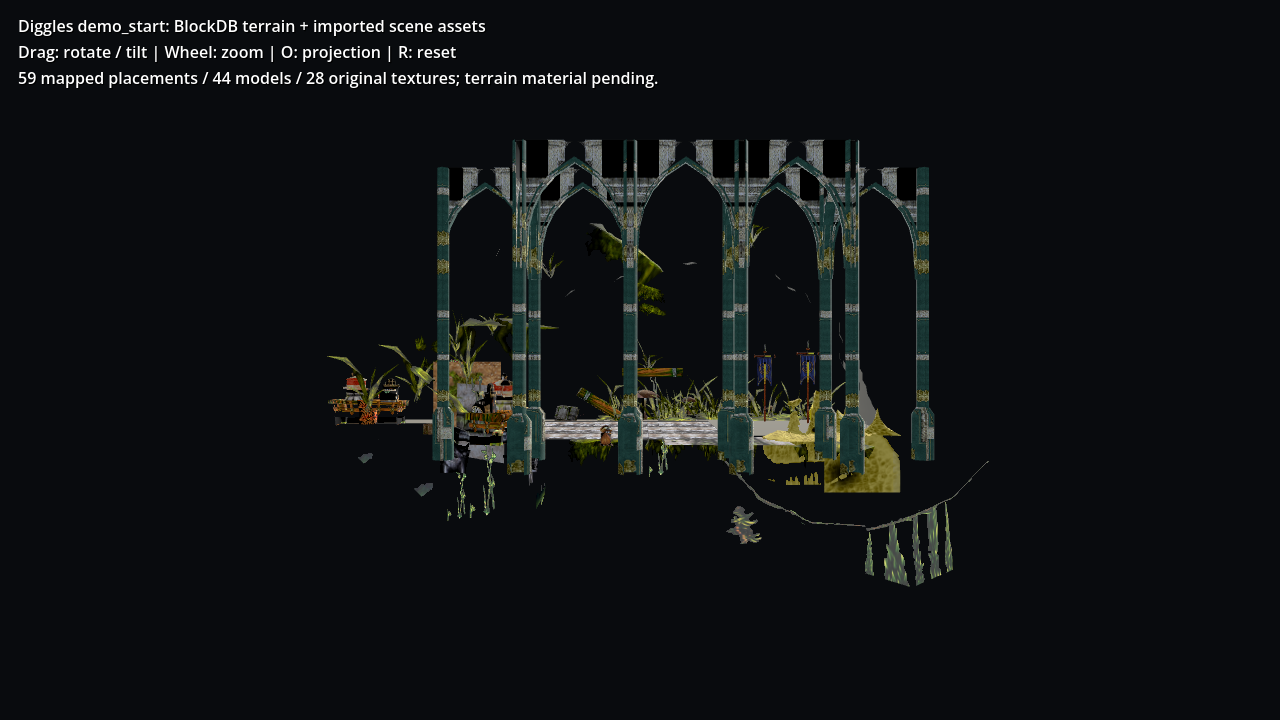 Diggles demo_start: BlockDB terrain + imported scene assets
Drag: rotate / tilt | Wheel: zoom | O: projection | R: reset
59 mapped placements / 44 models / 28 original textures; terrain material pending.